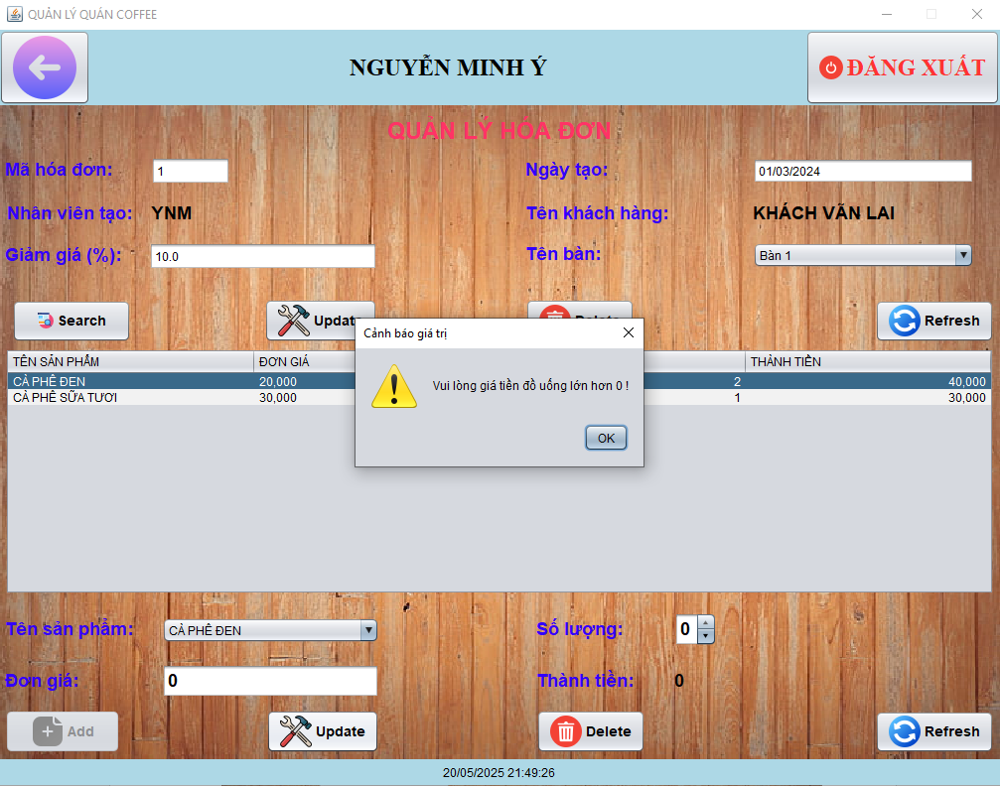 QUẢN LÝ QUÁN COFFEE
NGUYỄN MINH Ý
ĐĂNG XUẤT
QUẢN LÝ HÓA ĐƠN
Mã hóa đơn: 1 Ngày tạo: 01/03/2024
Nhân viên tạo: YNM Tên khách hàng: KHÁCH VÃN LAI
Giảm giá (%): 10.0 Tên bàn: Bàn 1
Search Update Delete Refresh
Cảnh báo giá trị
Vui lòng giá tiền đồ uống lớn hơn 0 !
OK
TÊN SẢN PHẨM ĐƠN GIÁ THÀNH TIỀN
CÀ PHÊ ĐEN 20,000 2 40,000
CÀ PHÊ SỮA TƯƠI 30,000 1 30,000
Tên sản phẩm: CÀ PHÊ ĐEN Số lượng: 0
Đơn giá: 0 Thành tiền: 0
Add Update Delete Refresh
20/05/2025 21:49:26